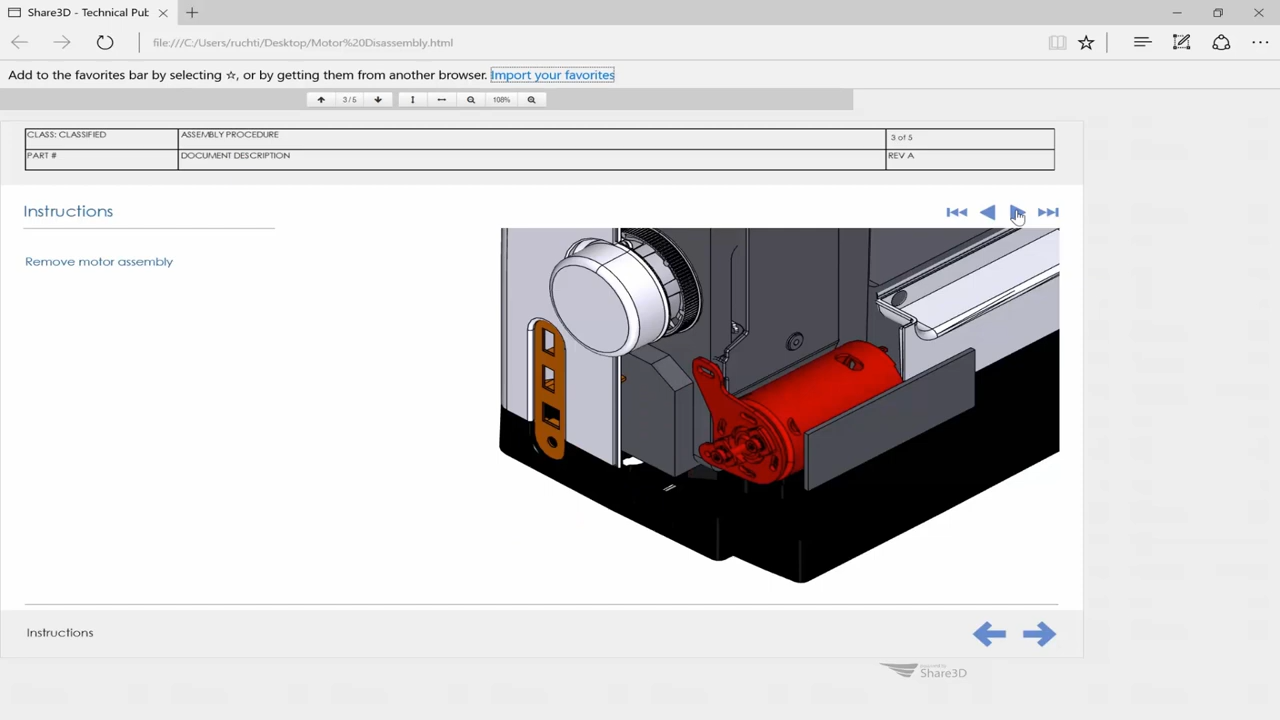 Share3D - Technical Pub
file:///C:/Users/ruchti/Desktop/Motor%20Disassembly.html
Add to the favorites bar by selecting ☆, or by getting them from another browser. Import your favorites
3 / 5
108%
CLASS: CLASSIFIED ASSEMBLY PROCEDURE 3 of 5
PART # DOCUMENT DESCRIPTION REV A
Instructions
Remove motor assembly
Instructions
powered by
Share3D